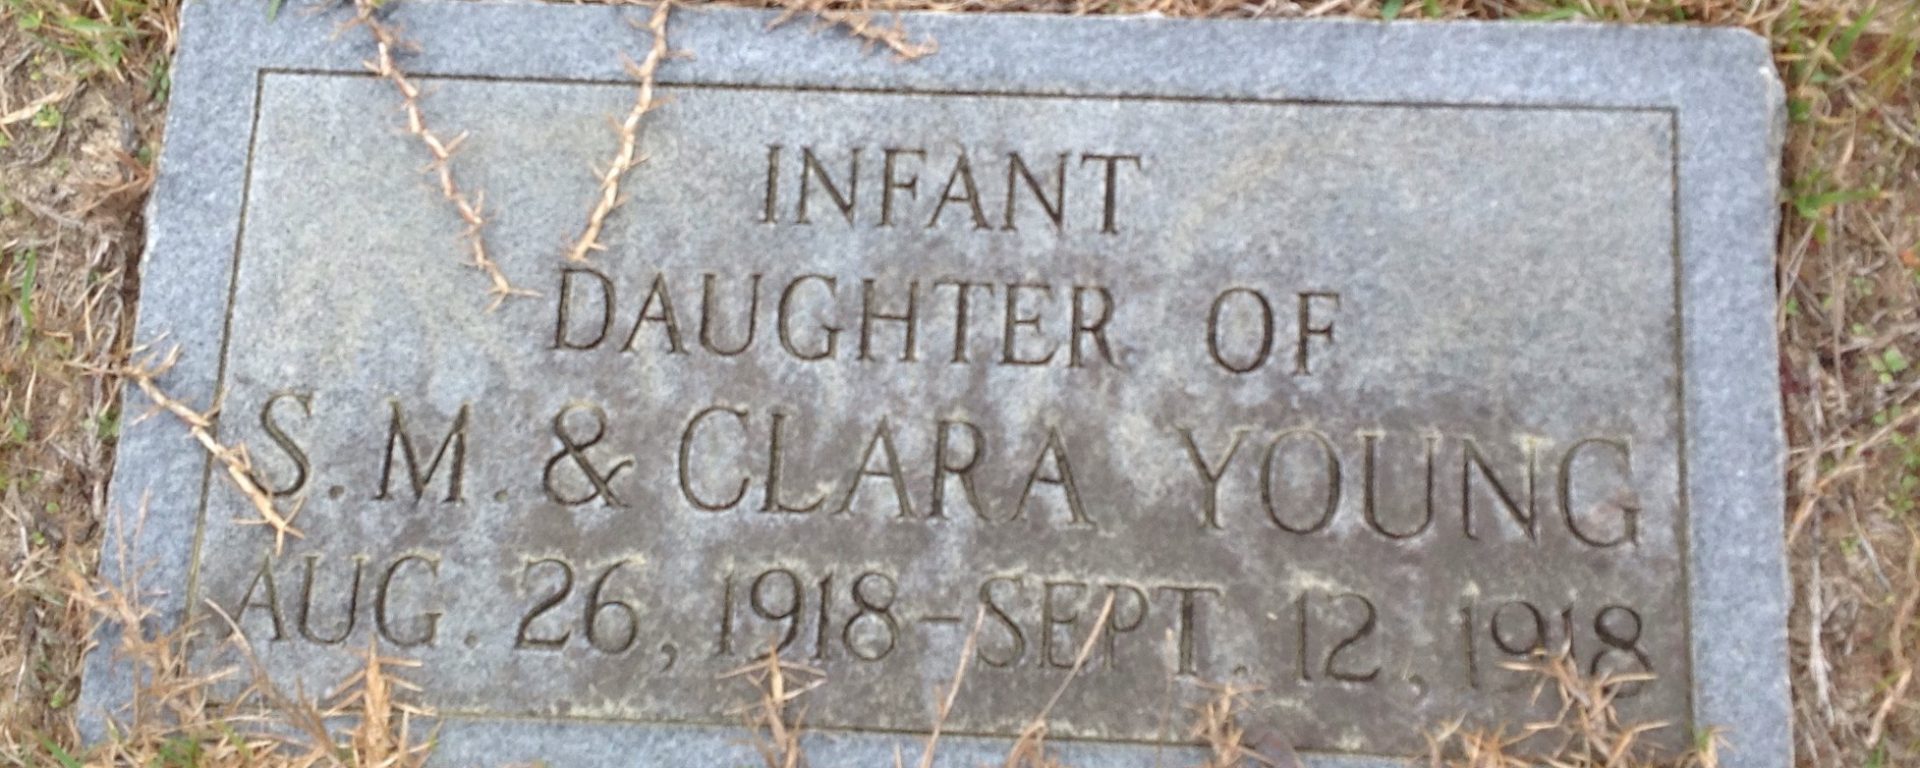 INFANT
DAUGHTER OF
S.M. & CLARA YOUNG
AUG. 26, 1918-SEPT. 12, 1918